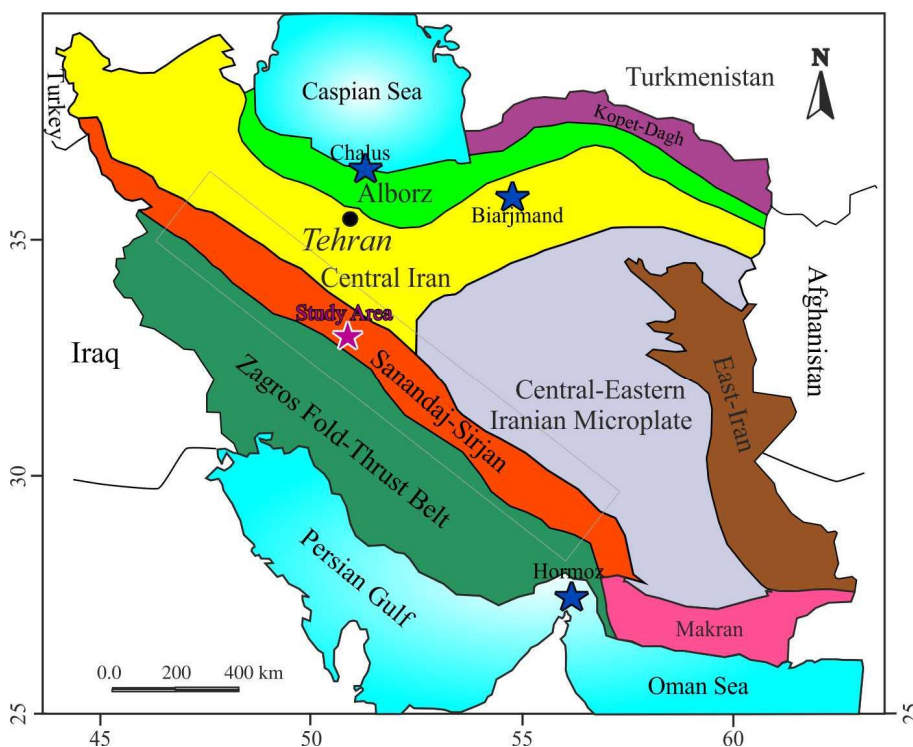 N
Turkmenistan
Caspian Sea
Turkey
Kopet-Dagh
Chalus
Alborz
Biarjmand
35
Tehran
Central Iran
Afghanistan
Study Area
Iraq
Sanandaj-Sirjan
Zagros Fold-Thrust Belt
Central-Eastern
Iranian Microplate
East-Iran
30
Persian Gulf
Hormoz
Makran
0.0 200 400 km
Oman Sea
25
25
45 50 55 60